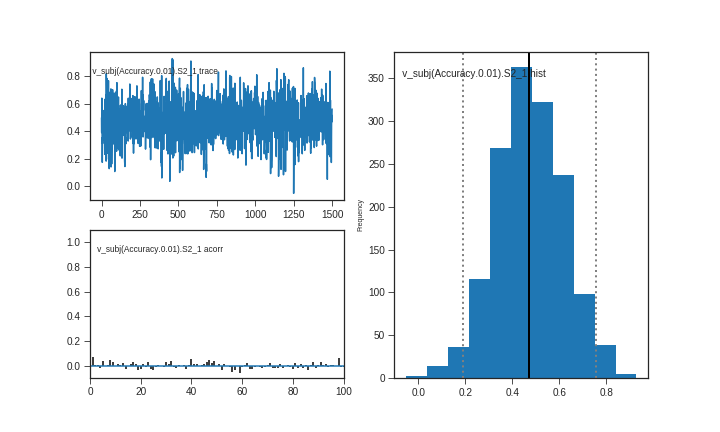 v_subj(Accuracy.0.01).S2_1 trace
0.8
0.6
0.4
0.2
0.0
0 250 500 750 1000 1250 1500
v_subj(Accuracy.0.01).S2_1 acorr
1.0
0.8
0.6
0.4
0.2
0.0
0 20 40 60 80 100
v_subj(Accuracy.0.01).S2_1 hist
Frequency
350
300
250
200
150
100
50
0
0.0 0.2 0.4 0.6 0.8